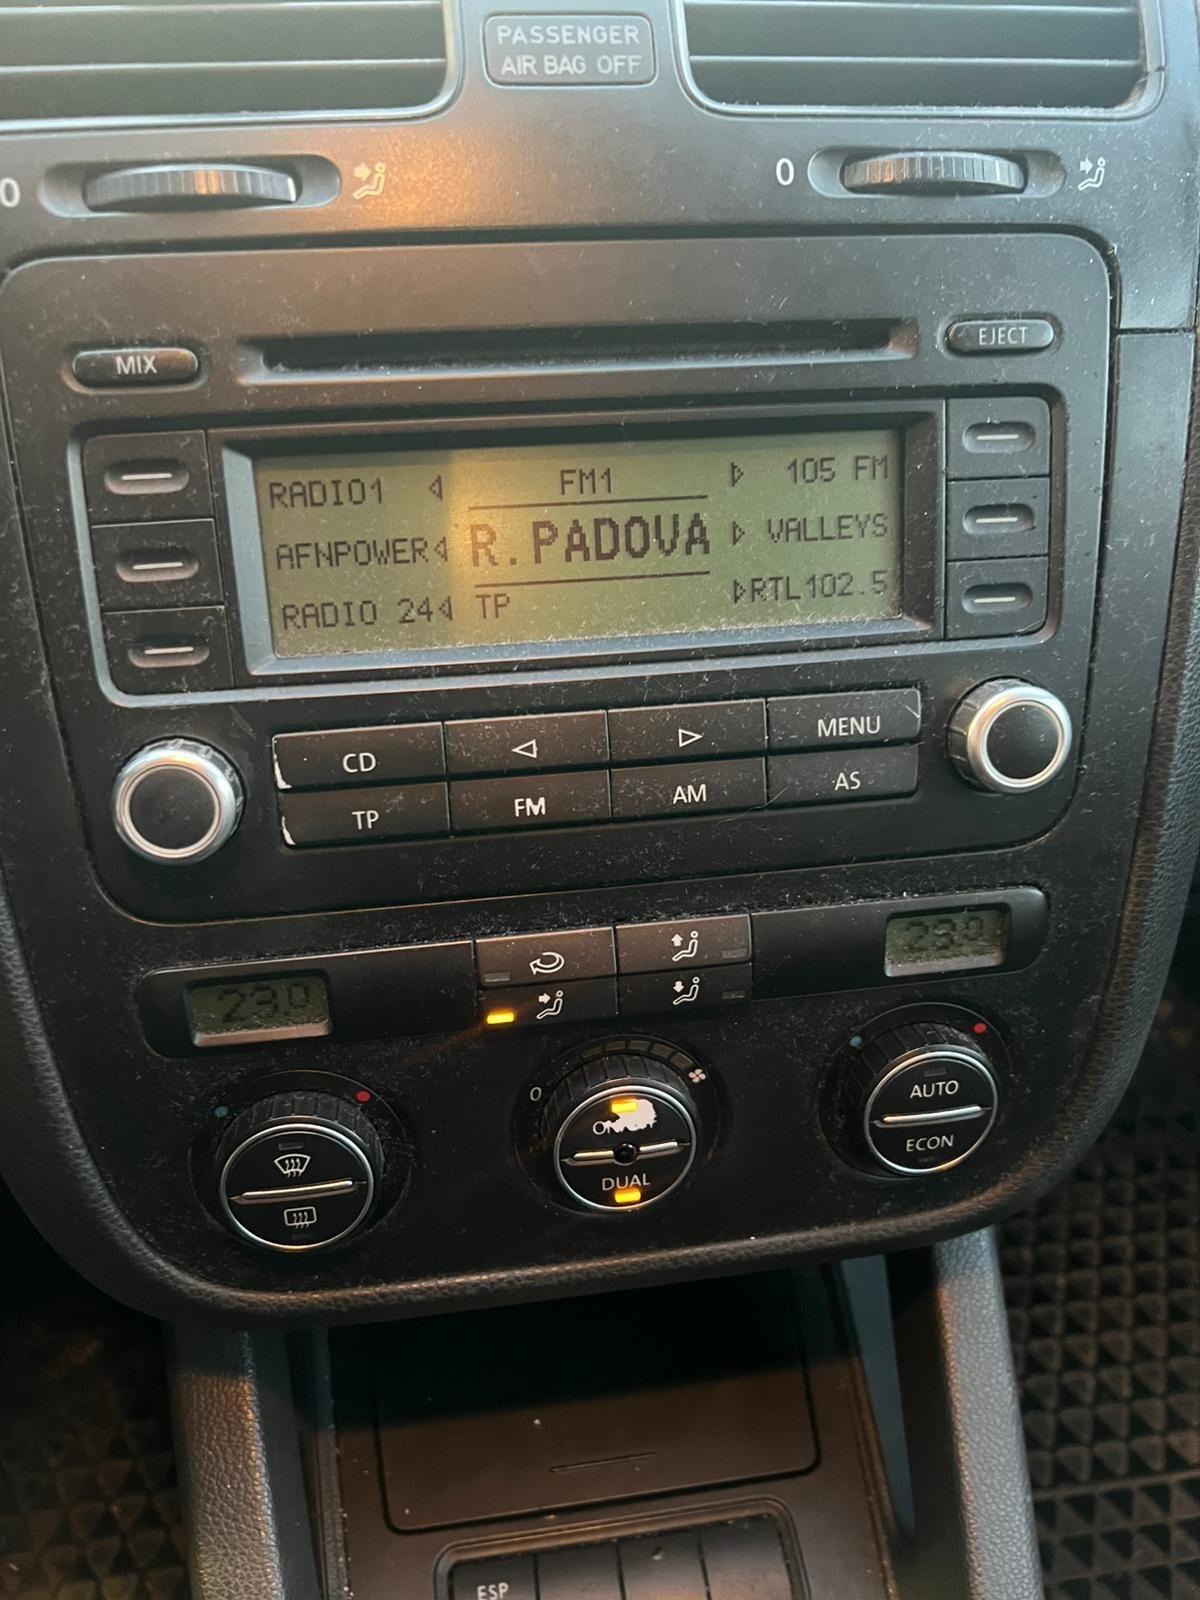 PASSENGER
AIR BAG OFF
0
0
MIX
EJECT
RADIO1 FM1 105 FM
AFNPOWER R.PADOVA VALLEYS
RADIO 24 TP RTL102.5
CD MENU
TP FM AM AS
23.0
0
AUTO
ECON
DUAL
ESP